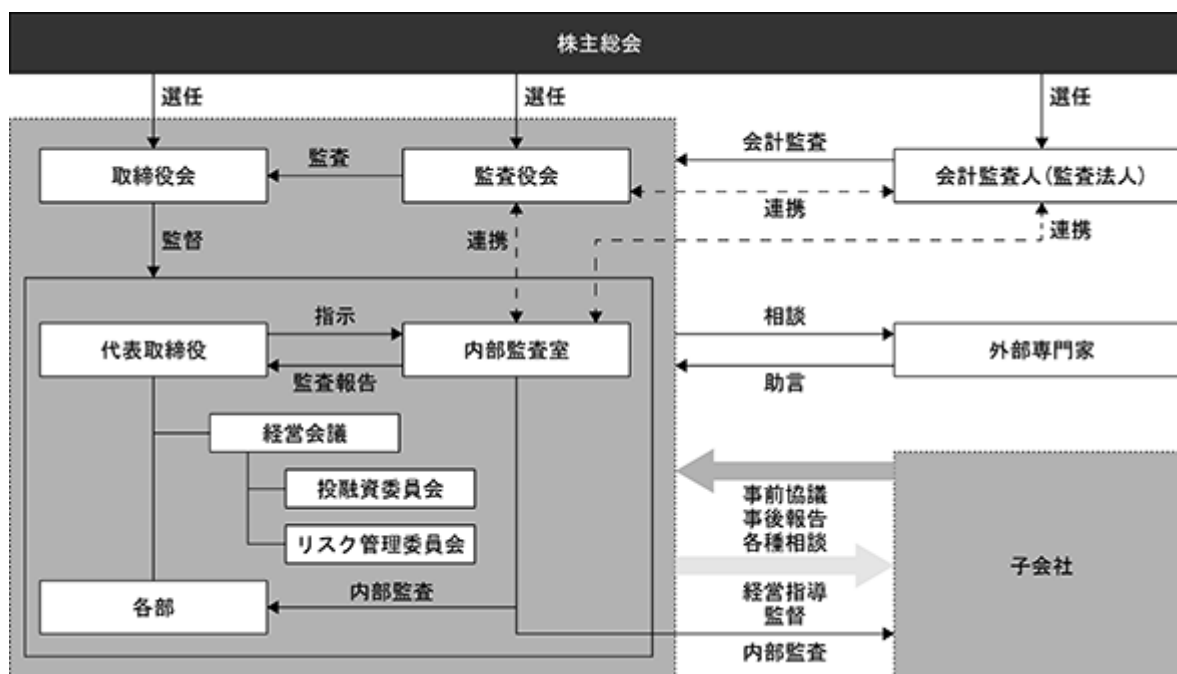 株主総会
選任
選任
選任
取締役会
監査
監査役会
会計監査
会計監査人(監査法人)
連携
監督
連携
連携
代表取締役
指示
監査報告
内部監査室
相談
助言
外部専門家
経営会議
投融資委員会
リスク管理委員会
事前協議
事後報告
各種相談
子会社
各部
内部監査
経営指導
監督
内部監査